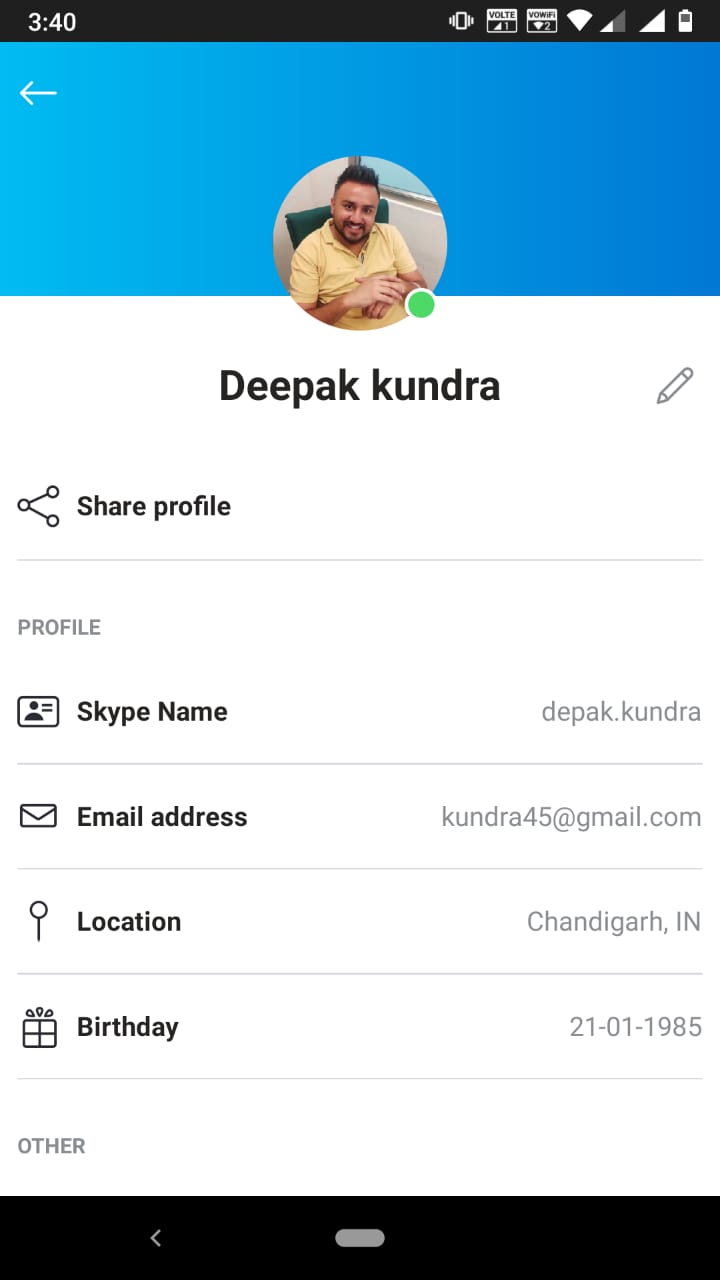 3:40
VOLTE
1
VOWIFI
2
Deepak kundra
Share profile
PROFILE
Skype Name depak.kundra
Email address kundra45@gmail.com
Location Chandigarh, IN
Birthday 21-01-1985
OTHER